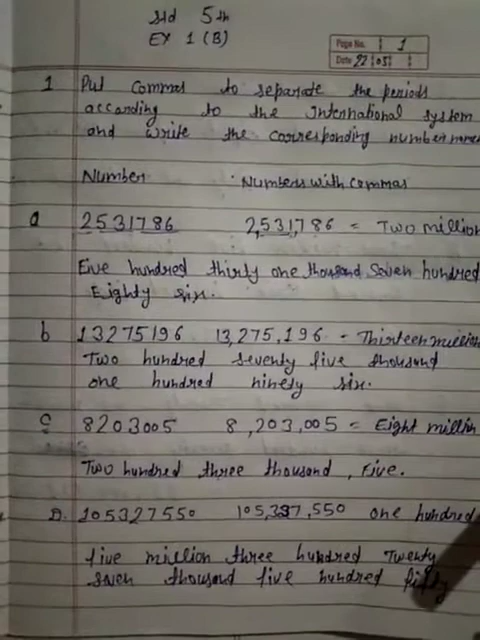 std 5th
EX 1 (B)
Page No. 1
Date 22 05
1 Put commas to separate the periods
according to the International system
and write the corresponding number names
Number Numbers with commas
a 2531786 2,531,786 = Two million
Five hundred thirty one thousand seven hundred
Eighty six.
b 13275196 13,275,196 - Thirteen million
Two hundred seventy five thousand
one hundred ninety six.
C 8203005 8,203,005 = Eight million
Two hundred three thousand, Five.
D. 105327550 105,327,550 one hundred
five million three hundred Twenty
seven thousand five hundred fifty